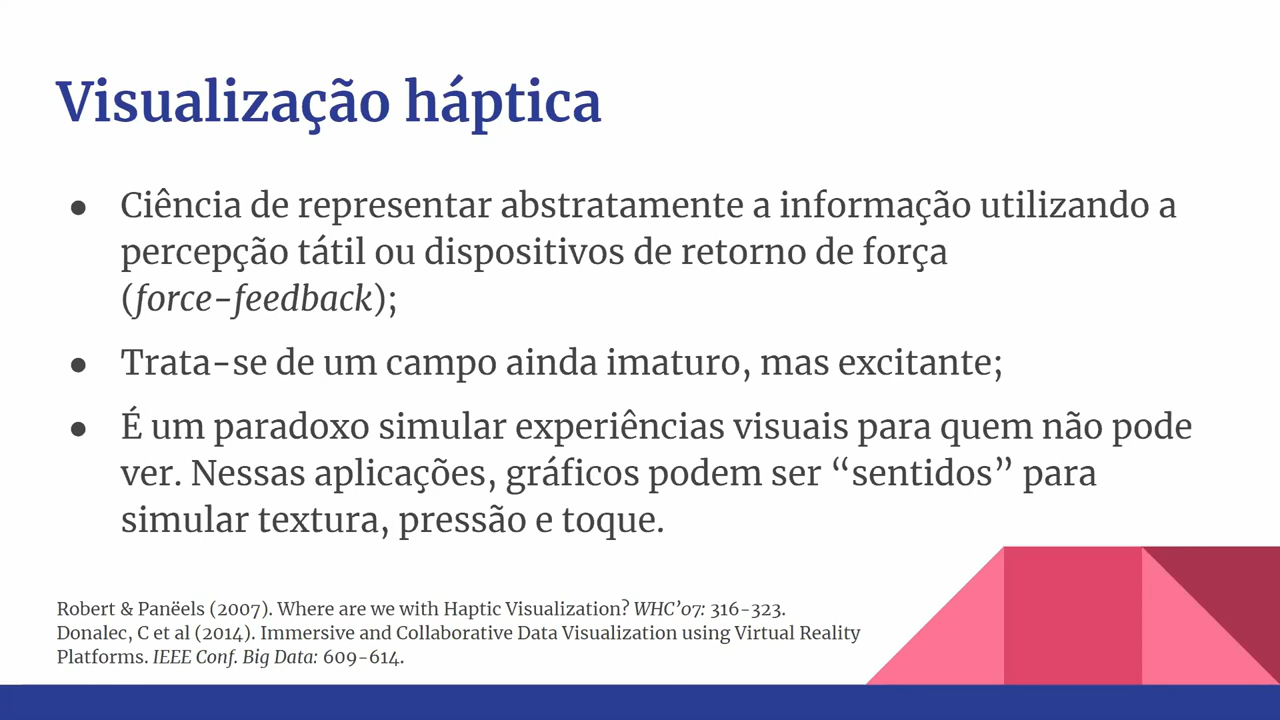 Visualização háptica
● Ciência de representar abstratamente a informação utilizando a
percepção tátil ou dispositivos de retorno de força
(force-feedback);
● Trata-se de um campo ainda imaturo, mas excitante;
● É um paradoxo simular experiências visuais para quem não pode
ver. Nessas aplicações, gráficos podem ser “sentidos” para
simular textura, pressão e toque.
Robert & Panëels (2007). Where are we with Haptic Visualization? WHC’07: 316-323.
Donalec, C et al (2014). Immersive and Collaborative Data Visualization using Virtual Reality
Platforms. IEEE Conf. Big Data: 609-614.